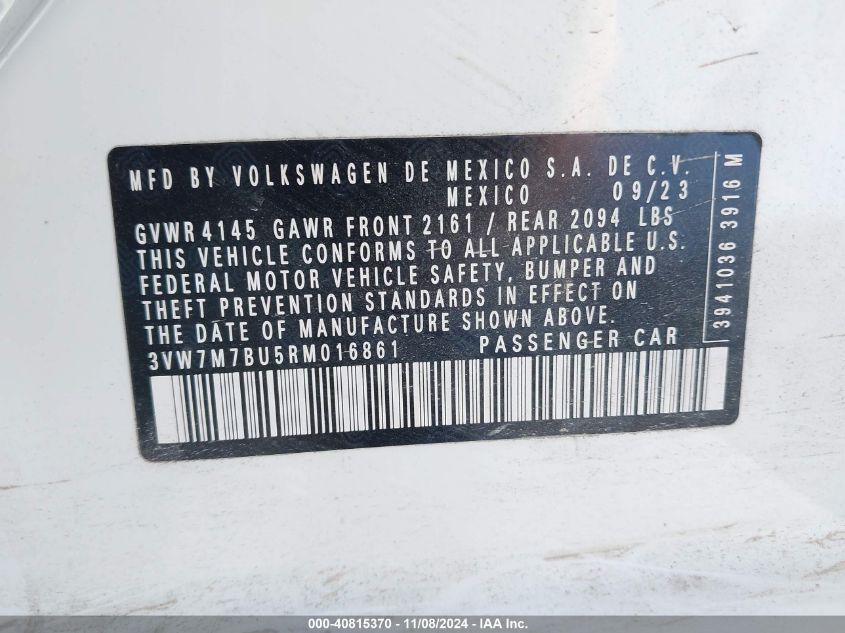 MFD BY VOLKSWAGEN DE MEXICO S.A. DE C.V.
MEXICO 09/23
GVWR 4145 GAWR FRONT 2161 / REAR 2094 LBS
THIS VEHICLE CONFORMS TO ALL APPLICABLE U.S.
FEDERAL MOTOR VEHICLE SAFETY, BUMPER AND
THEFT PREVENTION STANDARDS IN EFFECT ON
THE DATE OF MANUFACTURE SHOWN ABOVE.
3VW7M7BU5RM016861 PASSENGER CAR
3941036 3916 M
000-40815370 - 11/08/2024 - IAA Inc.